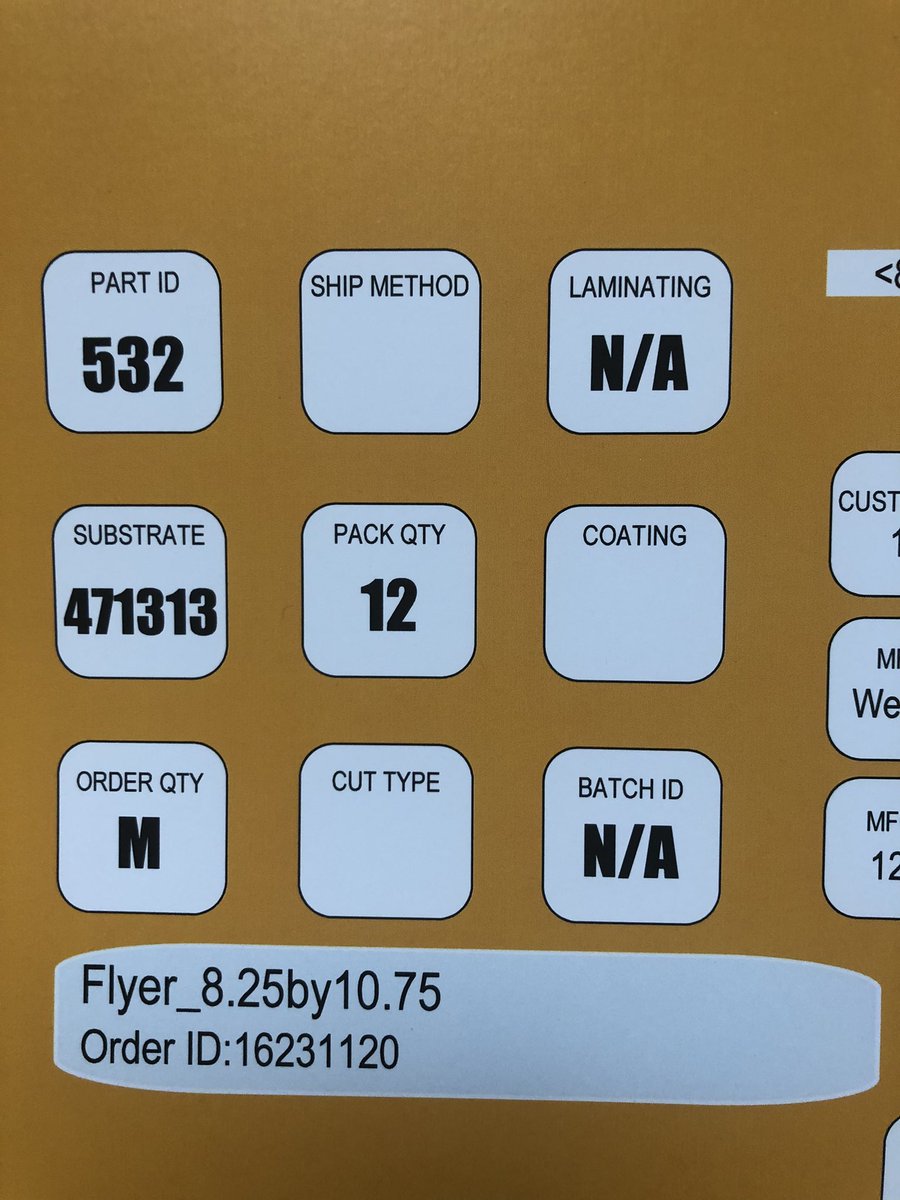 PART ID
532
SHIP METHOD
LAMINATING
N/A
SUBSTRATE
471313
PACK QTY
12
COATING
ORDER QTY
M
CUT TYPE
BATCH ID
N/A
Flyer_8.25by10.75
Order ID:16231120